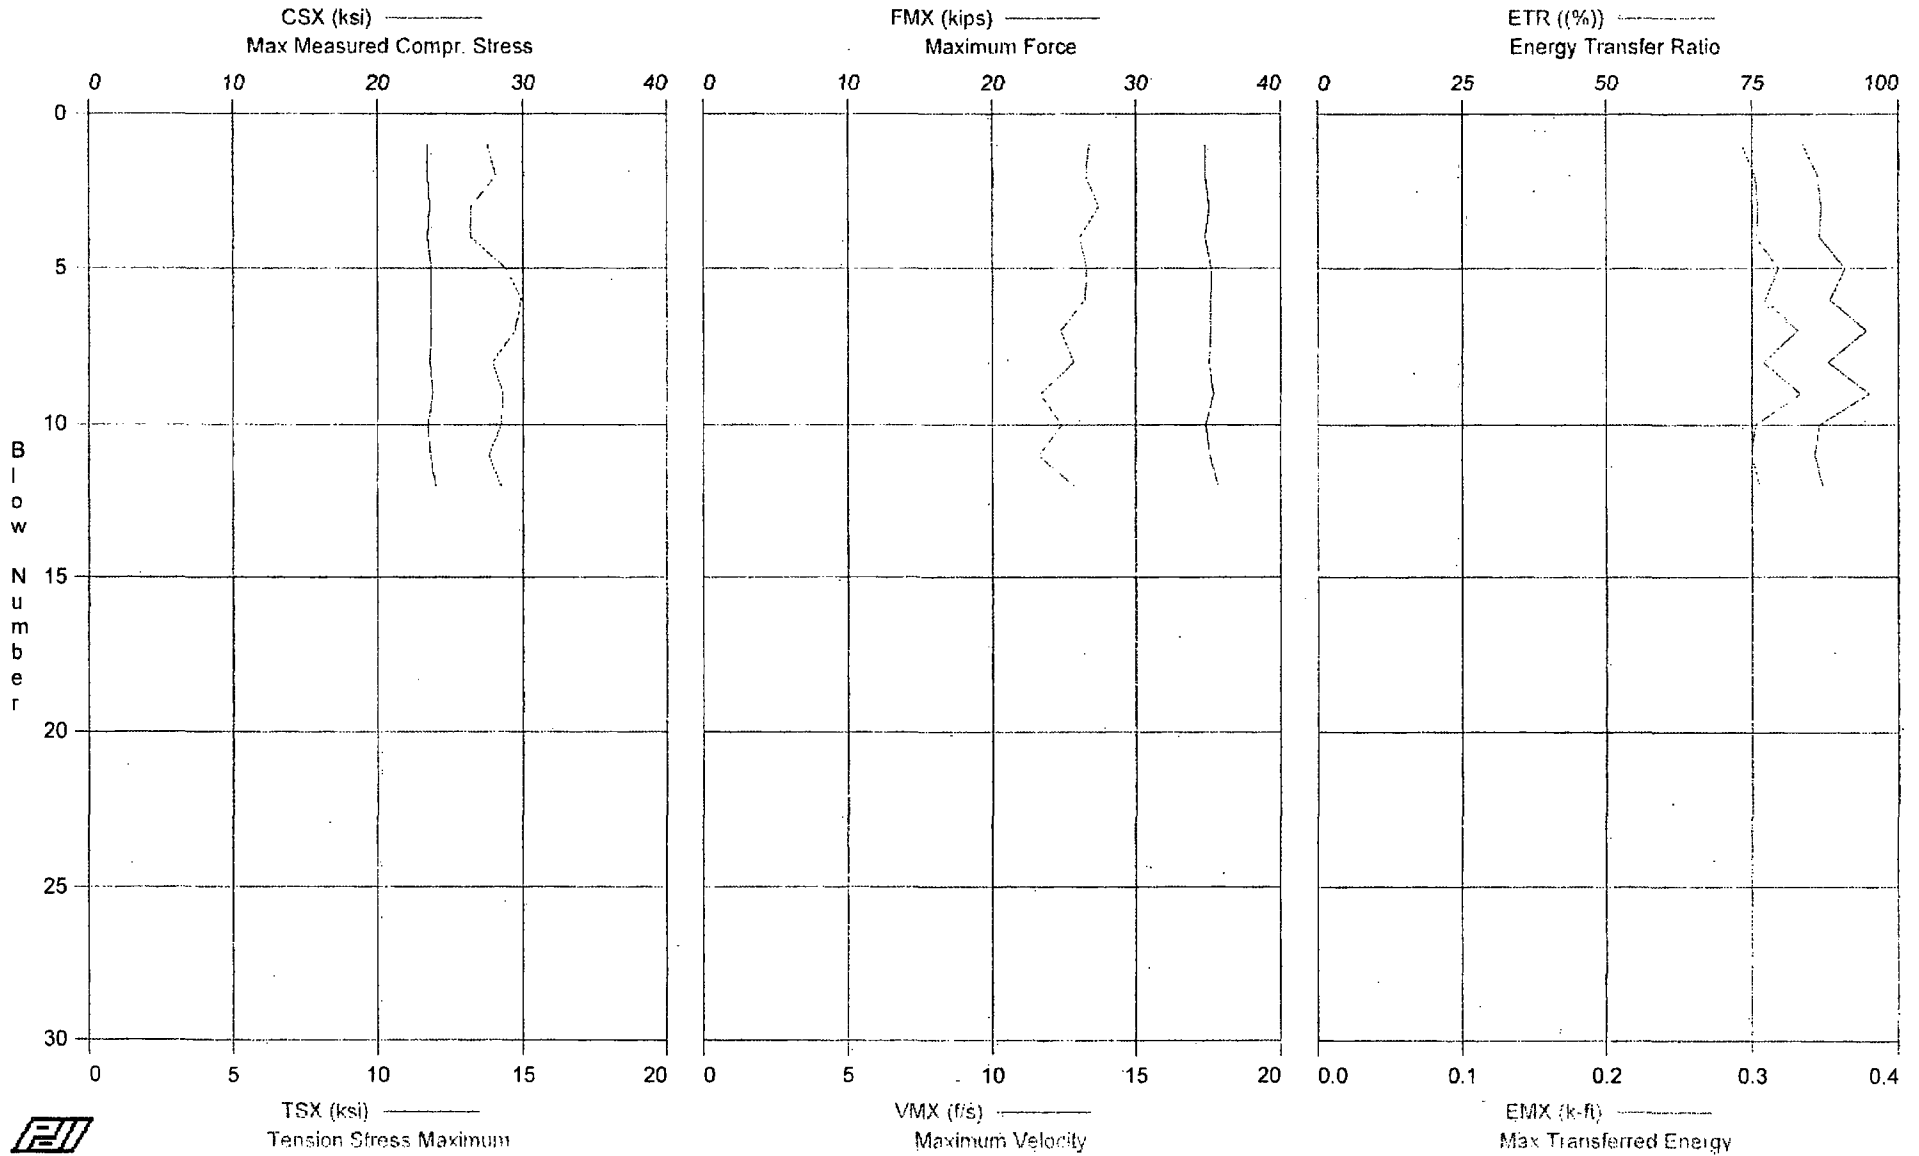 CSX (ksi)
Max Measured Compr. Stress
0 10 20 30 40
FMX (kips)
Maximum Force
0 10 20 30 40
ETR ((%))
Energy Transfer Ratio
0 25 50 75 100
0
5
10
15
20
25
30
Blow Number
0 5 10 15 20
TSX (ksi)
Tension Stress Maximum
0 5 10 15 20
VMX (f/s)
Maximum Velocity
0.0 0.1 0.2 0.3 0.4
EMX (k-ft)
Max Transferred Energy
PDI